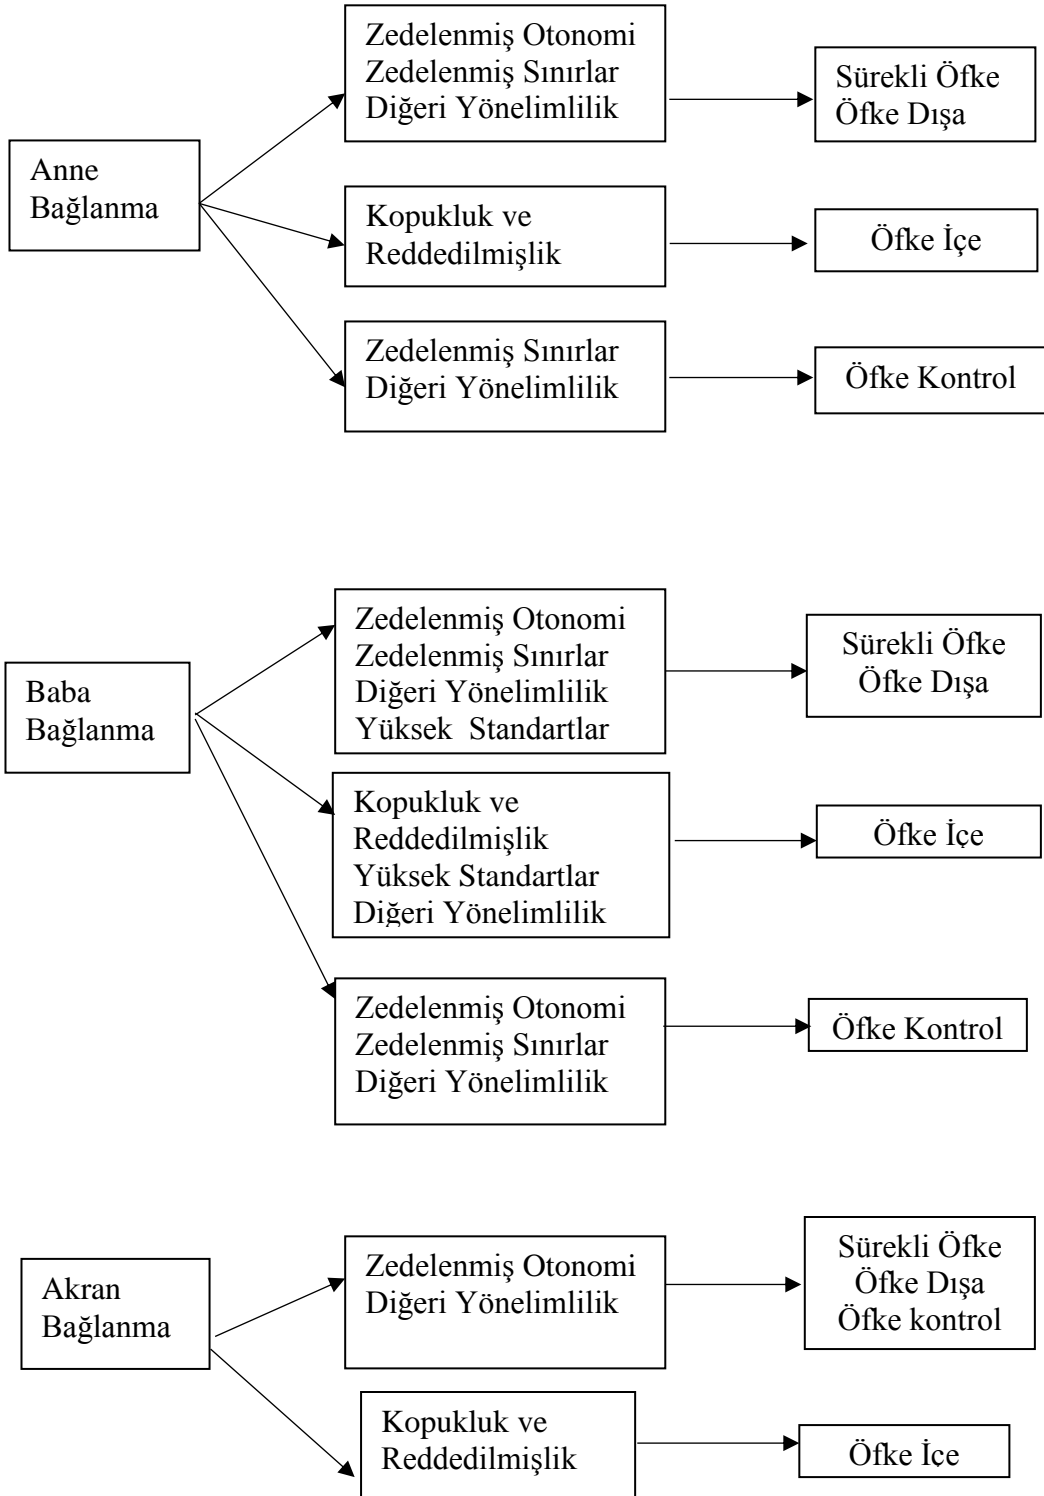 Zedelenmiş Otonomi
Zedelenmiş Sınırlar
Diğeri Yönelimlilik
Sürekli Öfke
Öfke Dışa
Anne
Bağlanma
Kopukluk ve
Reddedilmişlik
Öfke İçe
Zedelenmiş Sınırlar
Diğeri Yönelimlilik
Öfke Kontrol
Zedelenmiş Otonomi
Zedelenmiş Sınırlar
Diğeri Yönelimlilik
Yüksek  Standartlar
Sürekli Öfke
Öfke Dışa
Baba
Bağlanma
Kopukluk ve
Reddedilmişlik
Yüksek Standartlar
Diğeri Yönelimlilik
Öfke İçe
Zedelenmiş Otonomi
Zedelenmiş Sınırlar
Diğeri Yönelimlilik
Öfke Kontrol
Zedelenmiş Otonomi
Diğeri Yönelimlilik
Sürekli Öfke
Öfke Dışa
Öfke kontrol
Akran
Bağlanma
Kopukluk ve
Reddedilmişlik
Öfke İçe